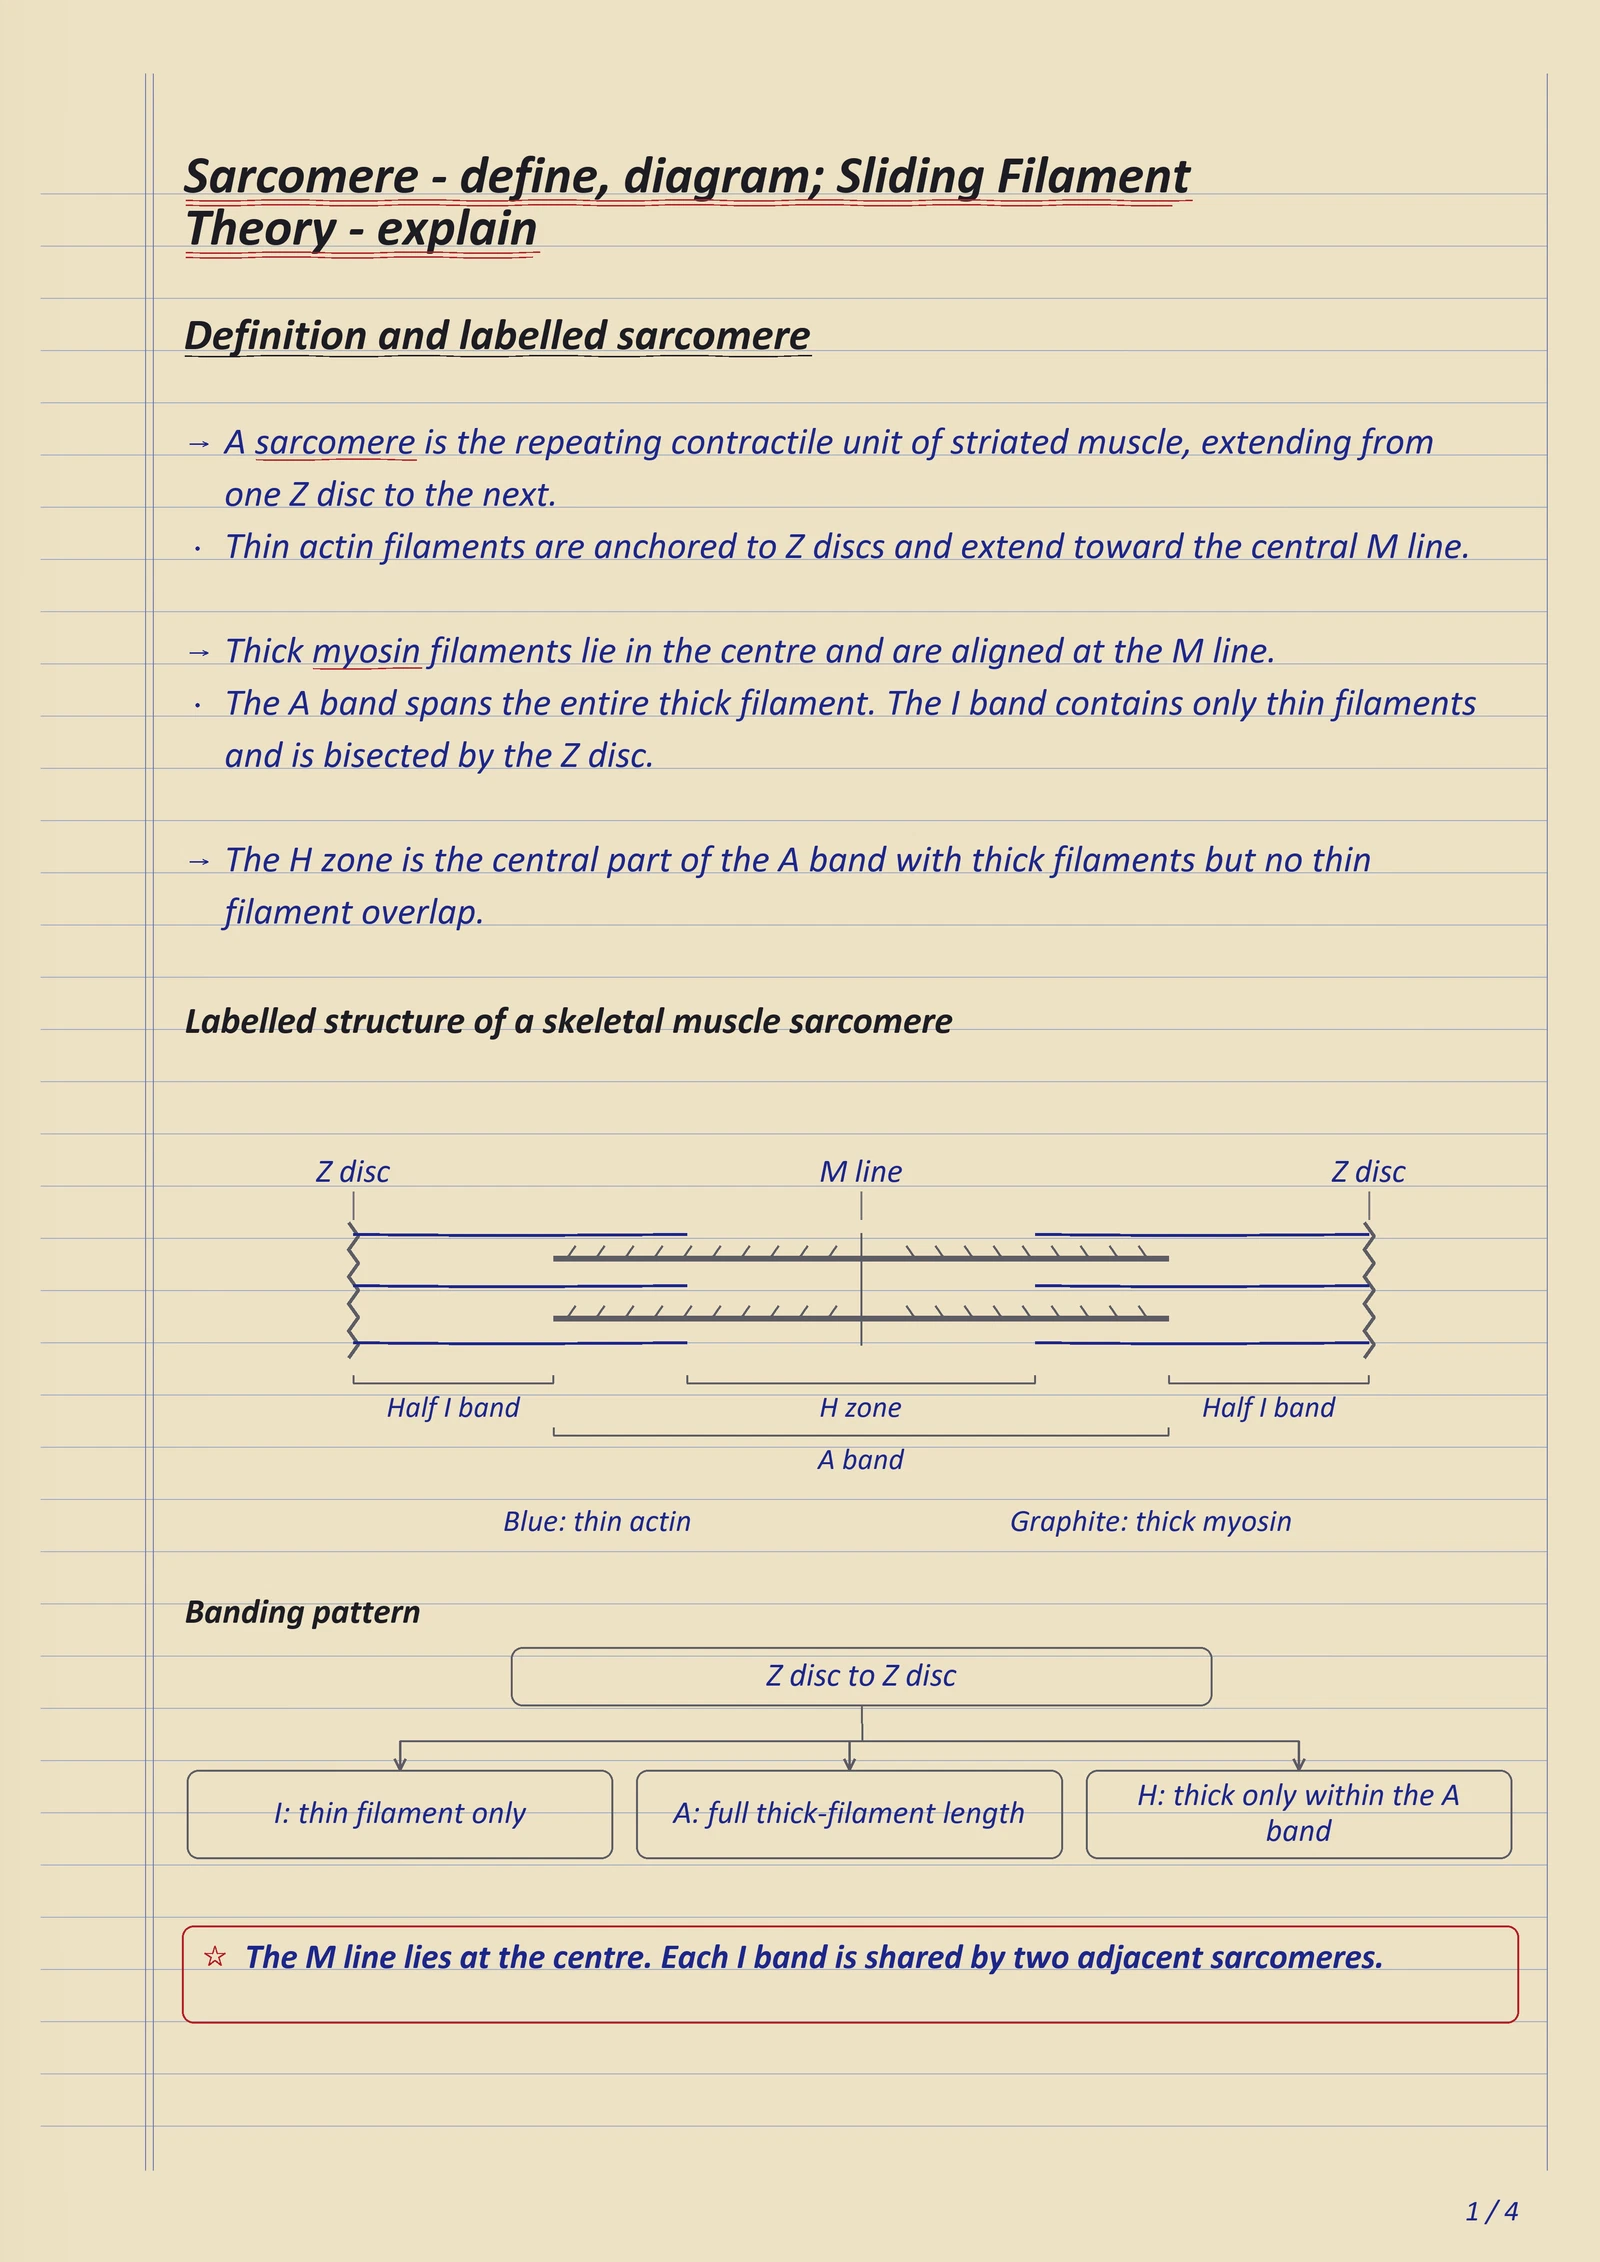 Sarcomere - define, diagram; Sliding Filament
Theory - explain
Definition and labelled sarcomere
→ A sarcomere is the repeating contractile unit of striated muscle, extending from
one Z disc to the next.
· Thin actin filaments are anchored to Z discs and extend toward the central M line.
→ Thick myosin filaments lie in the centre and are aligned at the M line.
· The A band spans the entire thick filament. The I band contains only thin filaments
and is bisected by the Z disc.
→ The H zone is the central part of the A band with thick filaments but no thin
filament overlap.
Labelled structure of a skeletal muscle sarcomere
Z disc M line Z disc
Half I band H zone Half I band
A band
Blue: thin actin Graphite: thick myosin
Banding pattern
Z disc to Z disc
I: thin filament only
A: full thick-filament length
H: thick only within the A
band
☆ The M line lies at the centre. Each I band is shared by two adjacent sarcomeres.
1 / 4